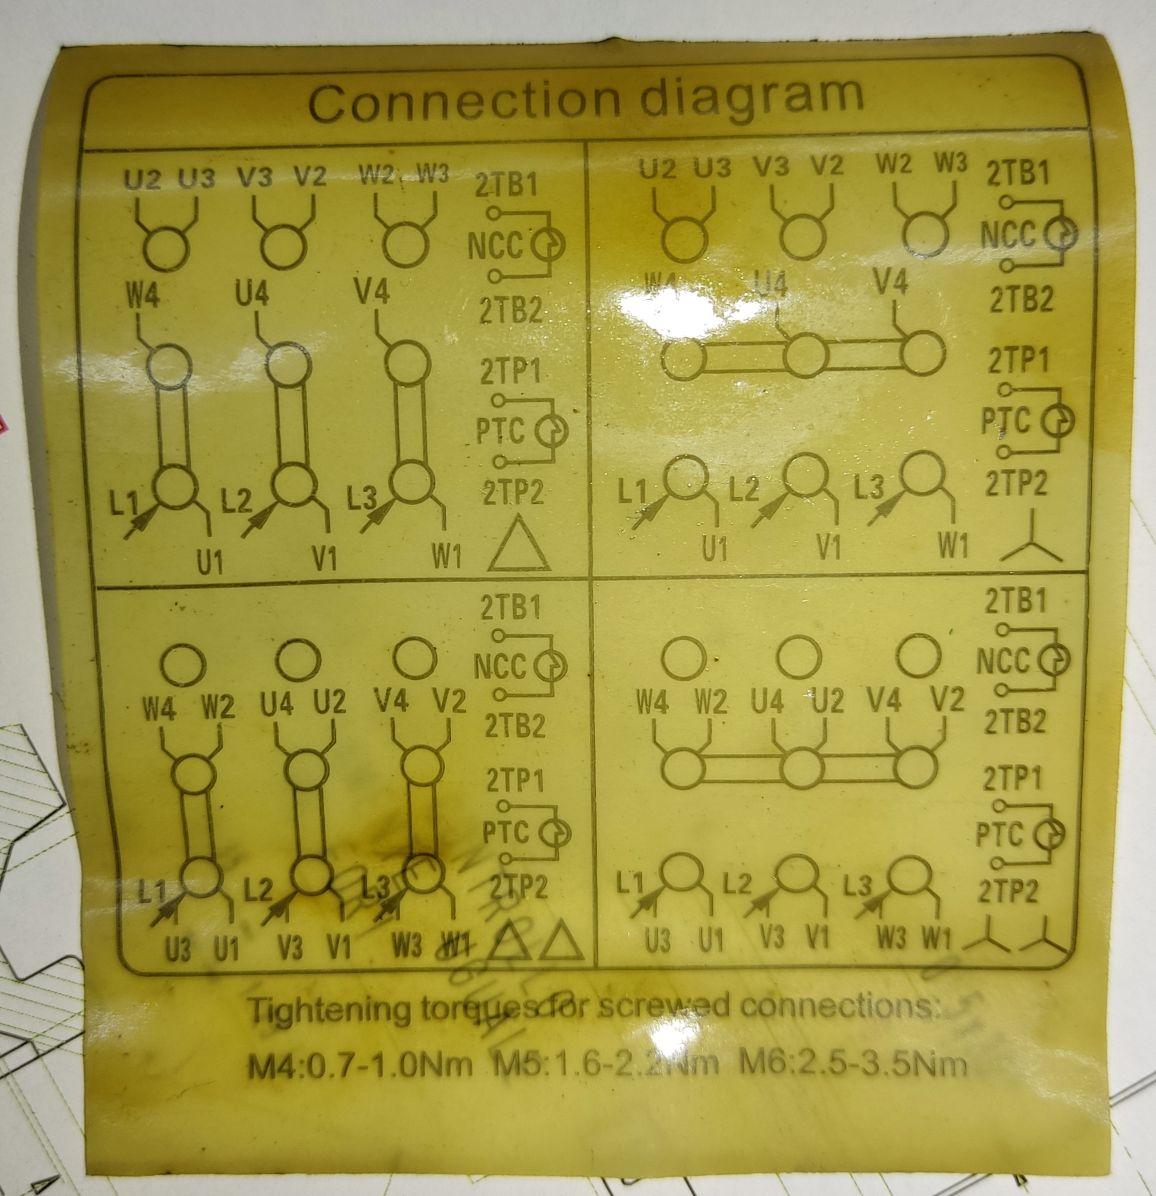 Connection diagram
U2 U3 V3 V2 W2 W3 2TB1
NCC
W4 U4 V4 2TB2
2TP1
PTC
L1 L2 L3 2TP2
U1 V1 W1
U2 U3 V3 V2 W2 W3 2TB1
NCC
W4 U4 V4 2TB2
2TP1
PTC
L1 L2 L3 2TP2
U1 V1 W1
2TB1
NCC
W4 W2 U4 U2 V4 V2 2TB2
2TP1
PTC
L1 L2 L3 2TP2
U3 U1 V3 V1 W3 W1
2TB1
NCC
W4 W2 U4 U2 V4 V2 2TB2
2TP1
PTC
L1 L2 L3 2TP2
U3 U1 V3 V1 W3 W1
Tightening torques for screwed connections:
M4:0.7-1.0Nm M5:1.6-2.2Nm M6:2.5-3.5Nm